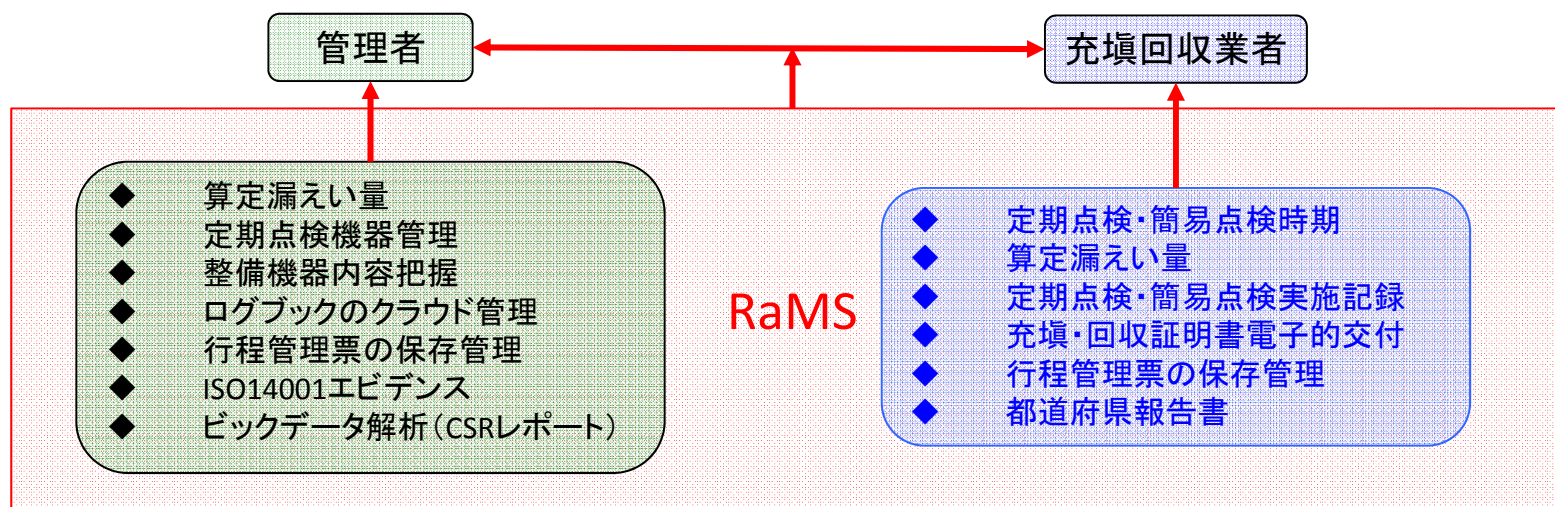 管理者
充塡回収業者
◆ 算定漏えい量
◆ 定期点検機器管理
◆ 整備機器内容把握
◆ ログブックのクラウド管理
◆ 行程管理票の保存管理
◆ ISO14001エビデンス
◆ ビックデータ解析(CSRレポート)
RaMS
◆ 定期点検・簡易点検時期
◆ 算定漏えい量
◆ 定期点検・簡易点検実施記録
◆ 充塡・回収証明書電子的交付
◆ 行程管理票の保存管理
◆ 都道府県報告書